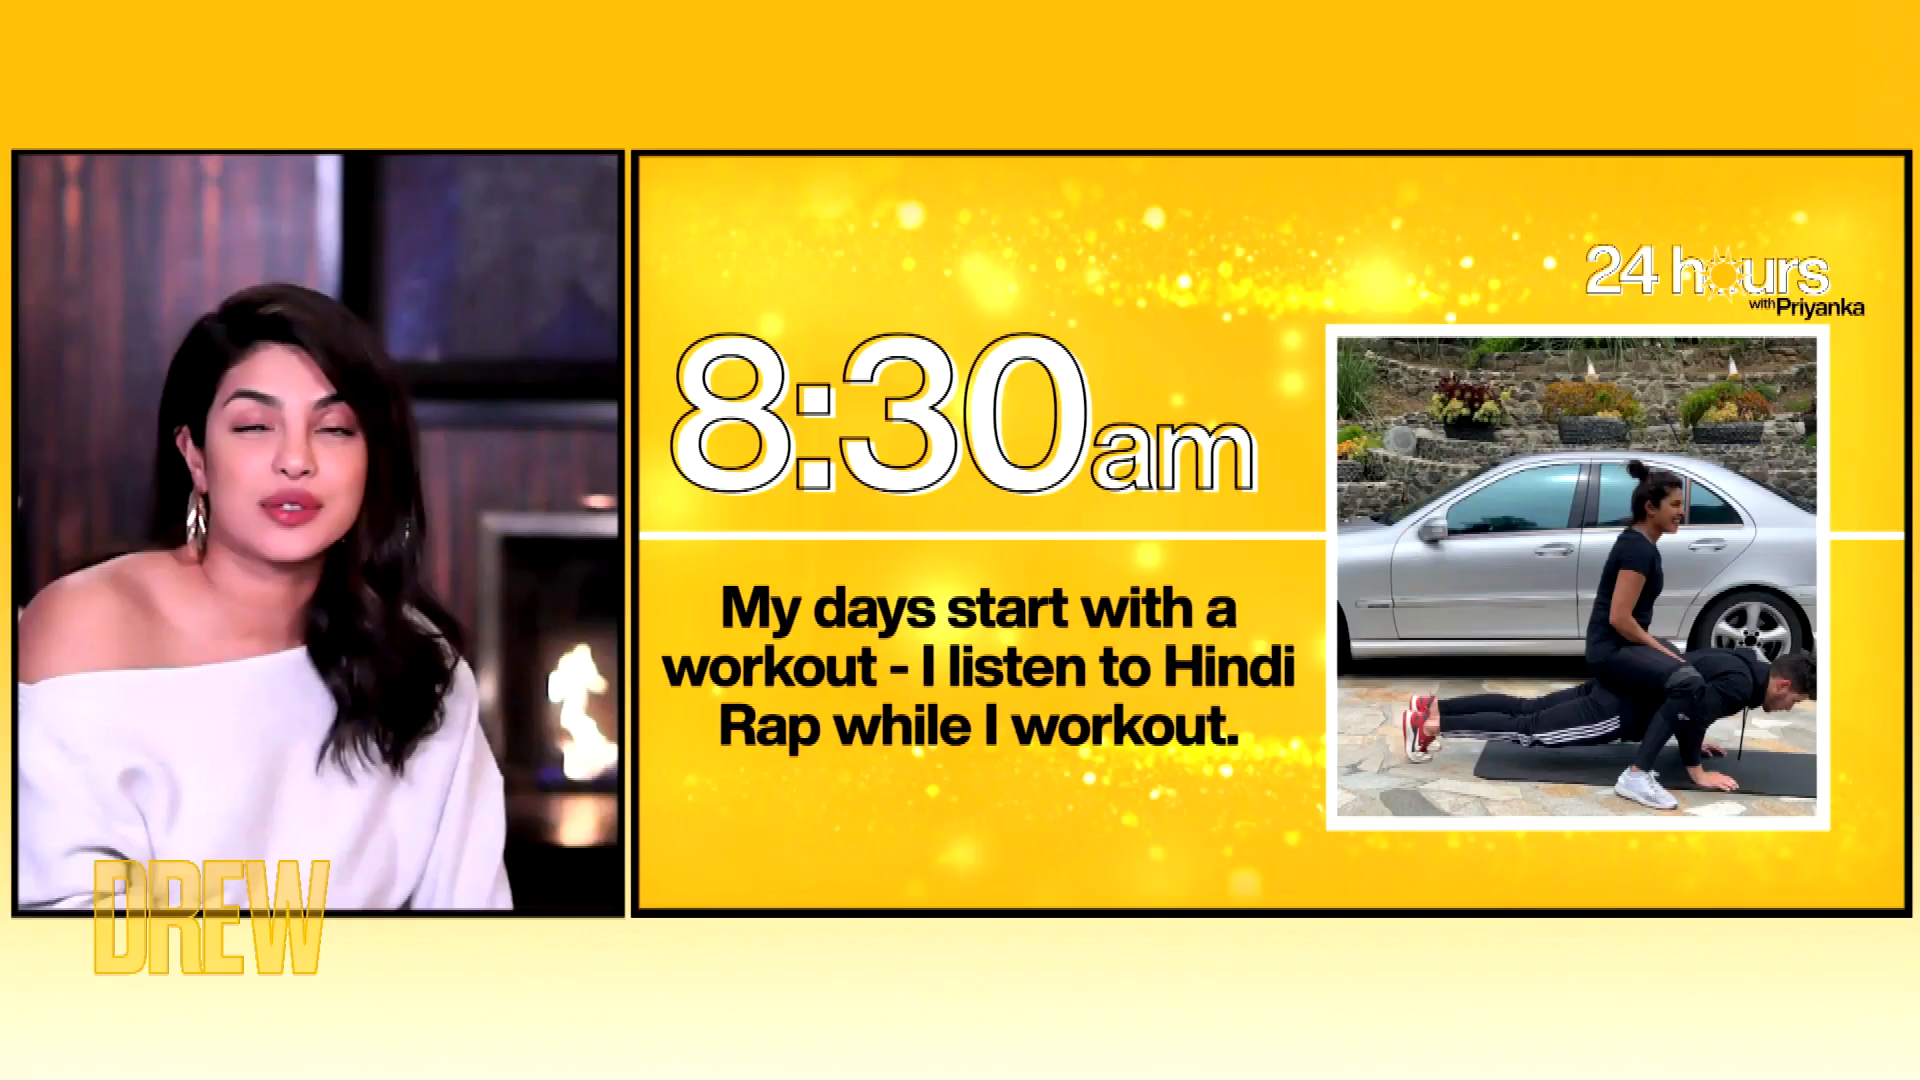 24 hours
with Priyanka
8:30am
My days start with a
workout - I listen to Hindi
Rap while I workout.
DREW